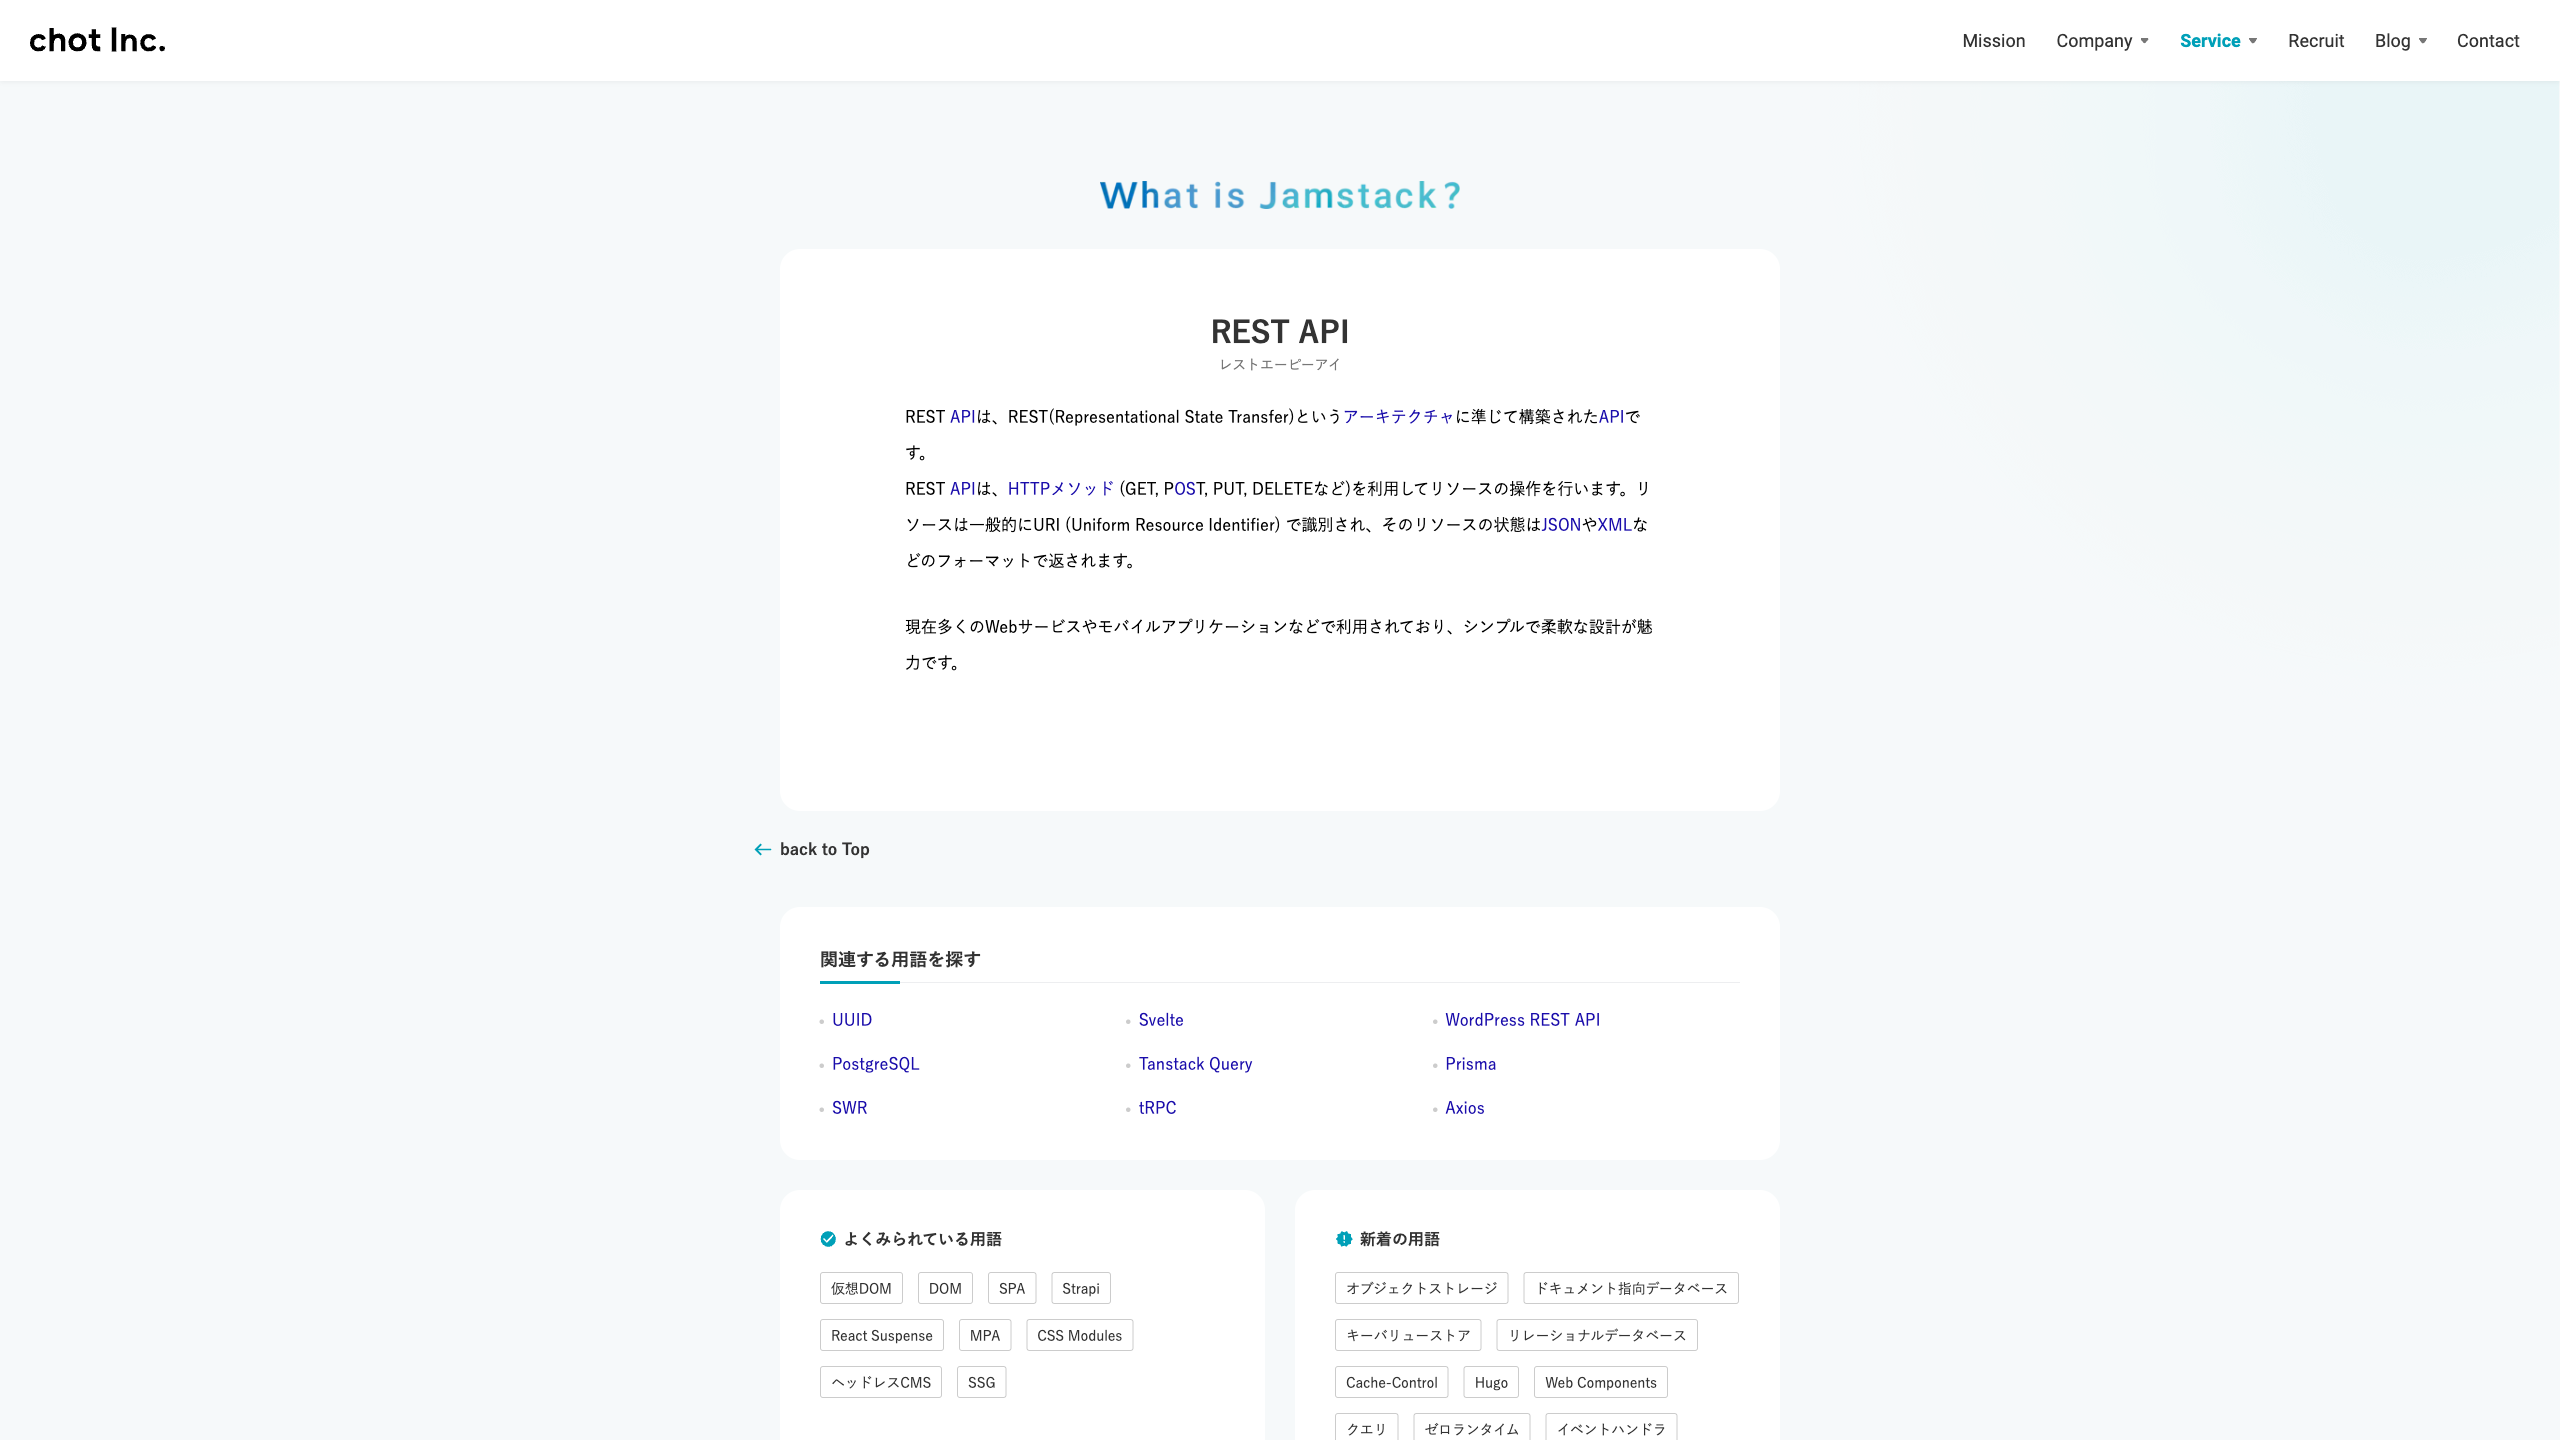 chot Inc.
Mission Company Service Recruit Blog Contact
What is Jamstack?
REST API
レストエーピーアイ
REST APIは、REST(Representational State Transfer)というアーキテクチャに準じて構築されたAPIで
す。
REST APIは、HTTPメソッド (GET, POST, PUT, DELETEなど)を利用してリソースの操作を行います。リ
ソースは一般的にURI (Uniform Resource Identifier) で識別され、そのリソースの状態はJSONやXMLな
どのフォーマットで返されます。
現在多くのWebサービスやモバイルアプリケーションなどで利用されており、シンプルで柔軟な設計が魅
力です。
back to Top
関連する用語を探す
UUID Svelte WordPress REST API
PostgreSQL Tanstack Query Prisma
SWR tRPC Axios
よくみられている用語
仮想DOM DOM SPA Strapi
React Suspense MPA CSS Modules
ヘッドレスCMS SSG
新着の用語
オブジェクトストレージ ドキュメント指向データベース
キーバリューストア リレーショナルデータベース
Cache-Control Hugo Web Components
クエリ ゼロランタイム イベントハンドラ